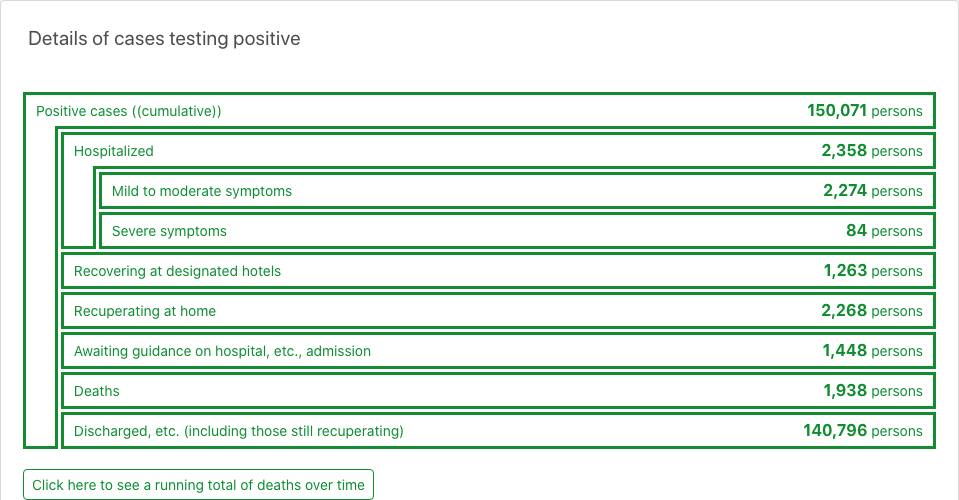 Details of cases testing positive
Positive cases ((cumulative)) 150,071 persons
Hospitalized 2,358 persons
Mild to moderate symptoms 2,274 persons
Severe symptoms 84 persons
Recovering at designated hotels 1,263 persons
Recuperating at home 2,268 persons
Awaiting guidance on hospital, etc., admission 1,448 persons
Deaths 1,938 persons
Discharged, etc. (including those still recuperating) 140,796 persons
Click here to see a running total of deaths over time